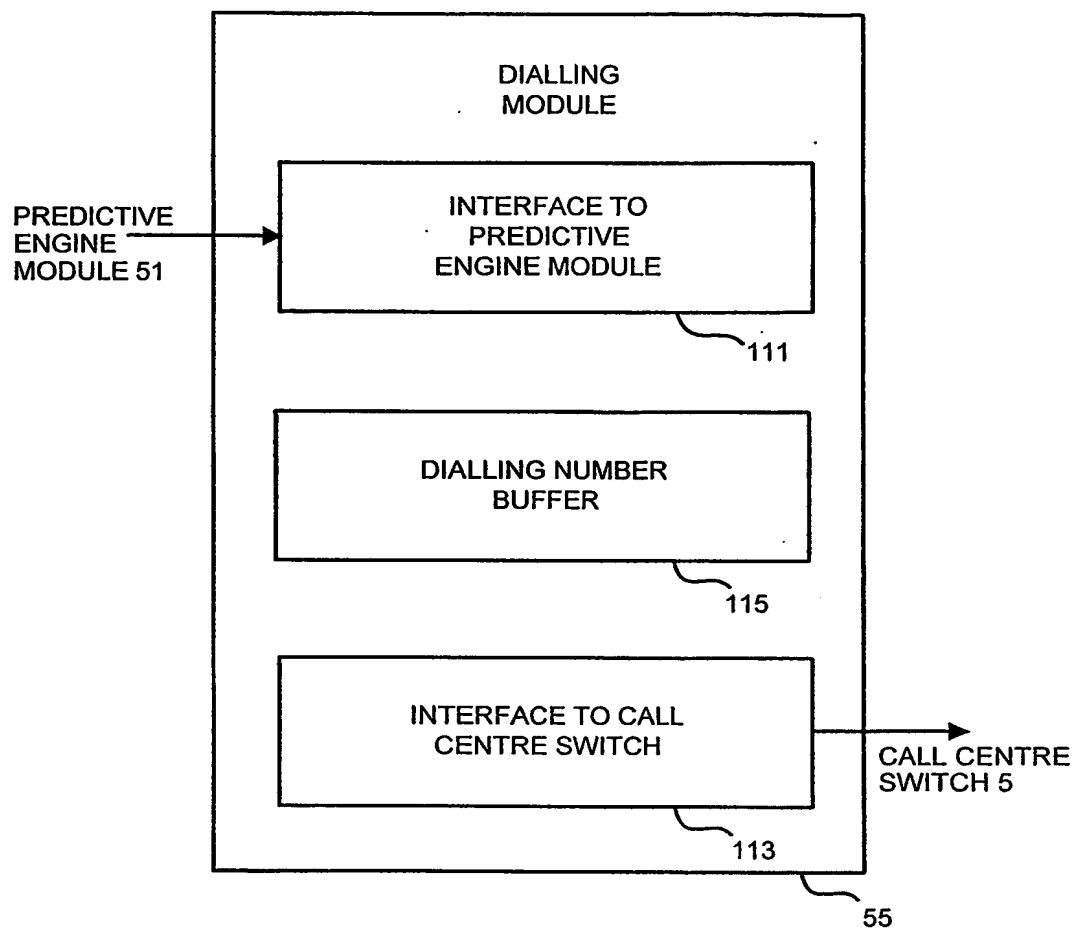 DIALLING
MODULE
INTERFACE TO
PREDICTIVE
ENGINE MODULE
PREDICTIVE
ENGINE
MODULE 51
111
DIALLING NUMBER
BUFFER
115
INTERFACE TO CALL
CENTRE SWITCH
CALL CENTRE
SWITCH 5
113
55